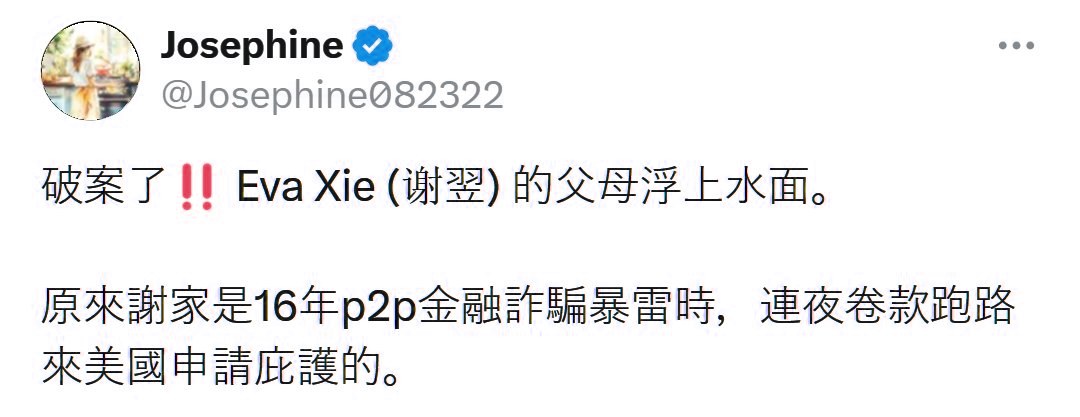 Josephine
@Josephine082322
破案了‼️ Eva Xie (谢翌) 的父母浮上水面。
原來謝家是16年p2p金融詐騙暴雷時，連夜卷款跑路
來美國申請庇護的。